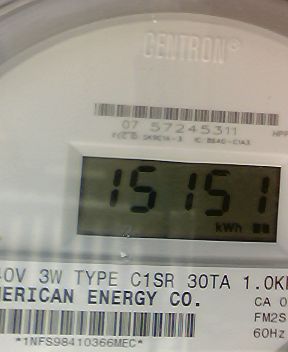 CENTRON®
07 57245311
15151
kWh
40V 3W TYPE C1SR 30TA 1.0K
MERICAN ENERGY CO.
CA 0
FM2S
60Hz
*1NFS98410366MEC*